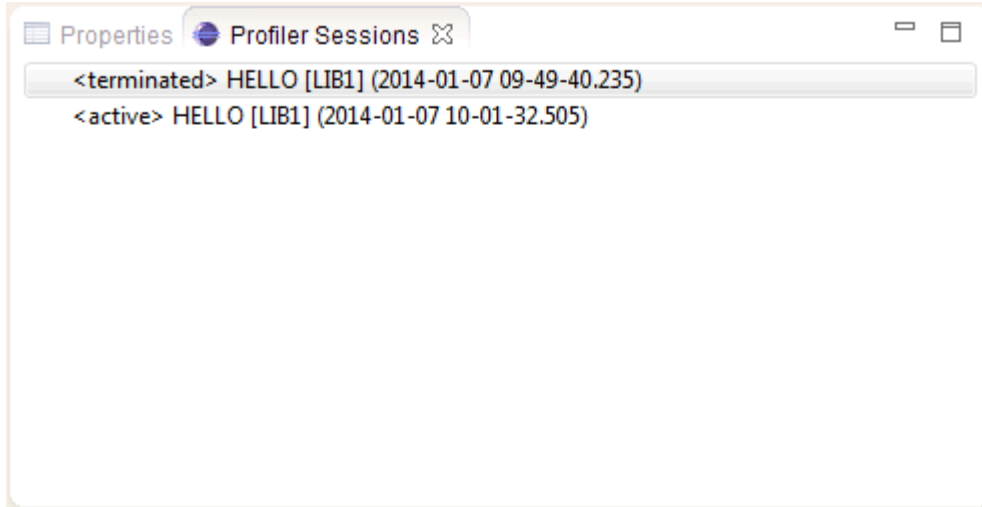 Properties Profiler Sessions
<terminated> HELLO [LIB1] (2014-01-07 09-49-40.235)
<active> HELLO [LIB1] (2014-01-07 10-01-32.505)